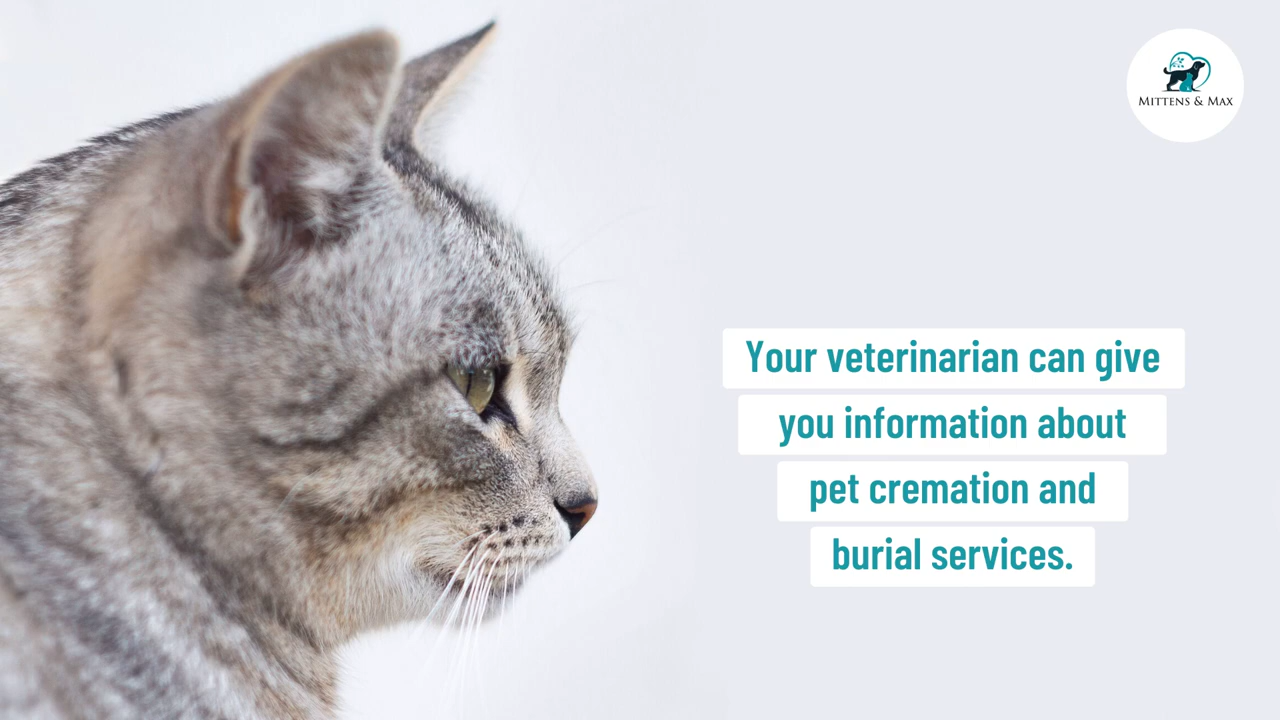 MITTENS & MAX
Your veterinarian can give
you information about
pet cremation and
burial services.